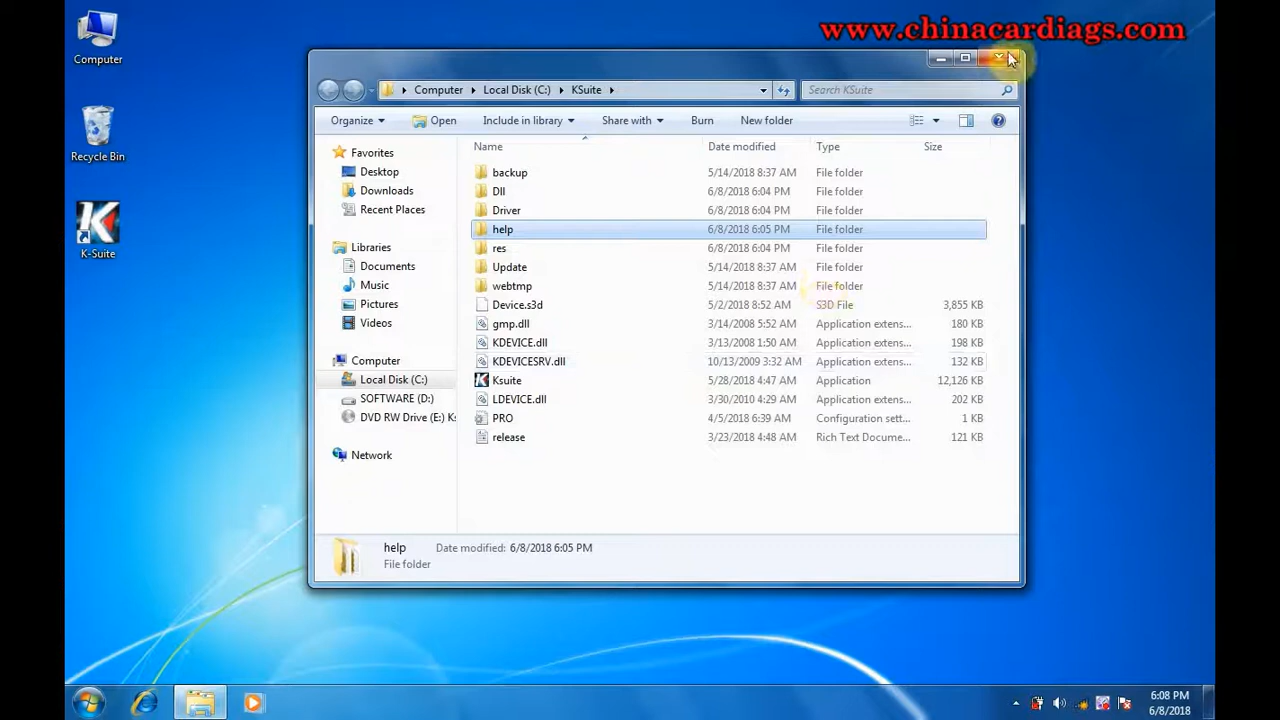 www.chinacardiags.com
Computer
Recycle Bin
K-Suite
Computer Local Disk (C:) KSuite
Search KSuite
Organize Open Include in library Share with Burn New folder
Favorites
Desktop
Downloads
Recent Places
Libraries
Documents
Music
Pictures
Videos
Computer
Local Disk (C:)
SOFTWARE (D:)
DVD RW Drive (E:) Ks
Network
Name Date modified Type Size
backup 5/14/2018 8:37 AM File folder
Dll 6/8/2018 6:04 PM File folder
Driver 6/8/2018 6:04 PM File folder
help 6/8/2018 6:05 PM File folder
res 6/8/2018 6:04 PM File folder
Update 5/14/2018 8:37 AM File folder
webtmp 5/14/2018 8:37 AM File folder
Device.s3d 5/2/2018 8:52 AM S3D File 3,855 KB
gmp.dll 3/14/2008 5:52 AM Application extens... 180 KB
KDEVICE.dll 3/13/2008 1:50 AM Application extens... 198 KB
KDEVICESRV.dll 10/13/2009 3:32 AM Application extens... 132 KB
Ksuite 5/28/2018 4:47 AM Application 12,126 KB
LDEVICE.dll 3/30/2010 4:29 AM Application extens... 202 KB
PRO 4/5/2018 6:39 AM Configuration sett... 1 KB
release 3/23/2018 4:48 AM Rich Text Docume... 121 KB
help Date modified: 6/8/2018 6:05 PM
File folder
6:08 PM
6/8/2018